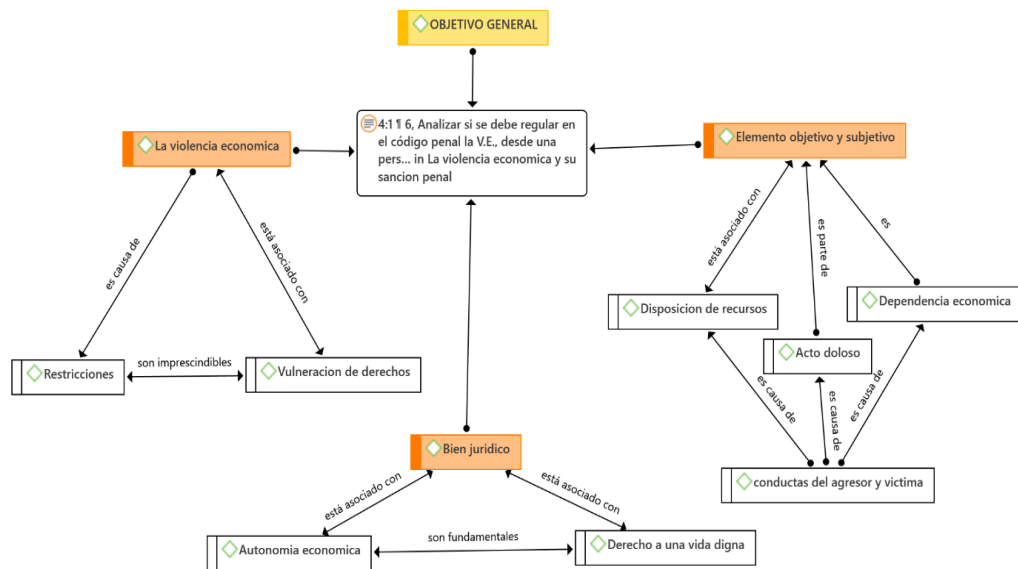 OBJETIVO GENERAL
4:1 ¶ 6, Analizar si se debe regular en
el código penal la V.E., desde una
pers... in La violencia economica y su
sancion penal
La violencia economica
Elemento objetivo y subjetivo
es causa de
está asociado con
está asociado con
es parte de
es
Disposicion de recursos
Dependencia economica
Acto doloso
Restricciones
son imprescindibles
Vulneracion de derechos
es causa de
es causa de
es causa de
Bien juridico
conductas del agresor y victima
está asociado con
está asociado con
Autonomia economica
son fundamentales
Derecho a una vida digna